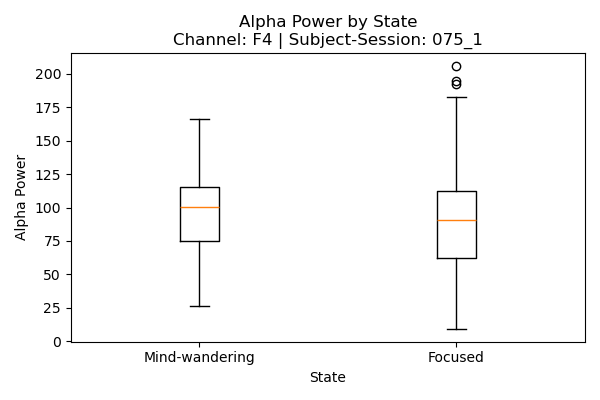 Alpha Power by State
Channel: F4 | Subject-Session: 075_1
Alpha Power
200
175
150
125
100
75
50
25
0
Mind-wandering
Focused
State